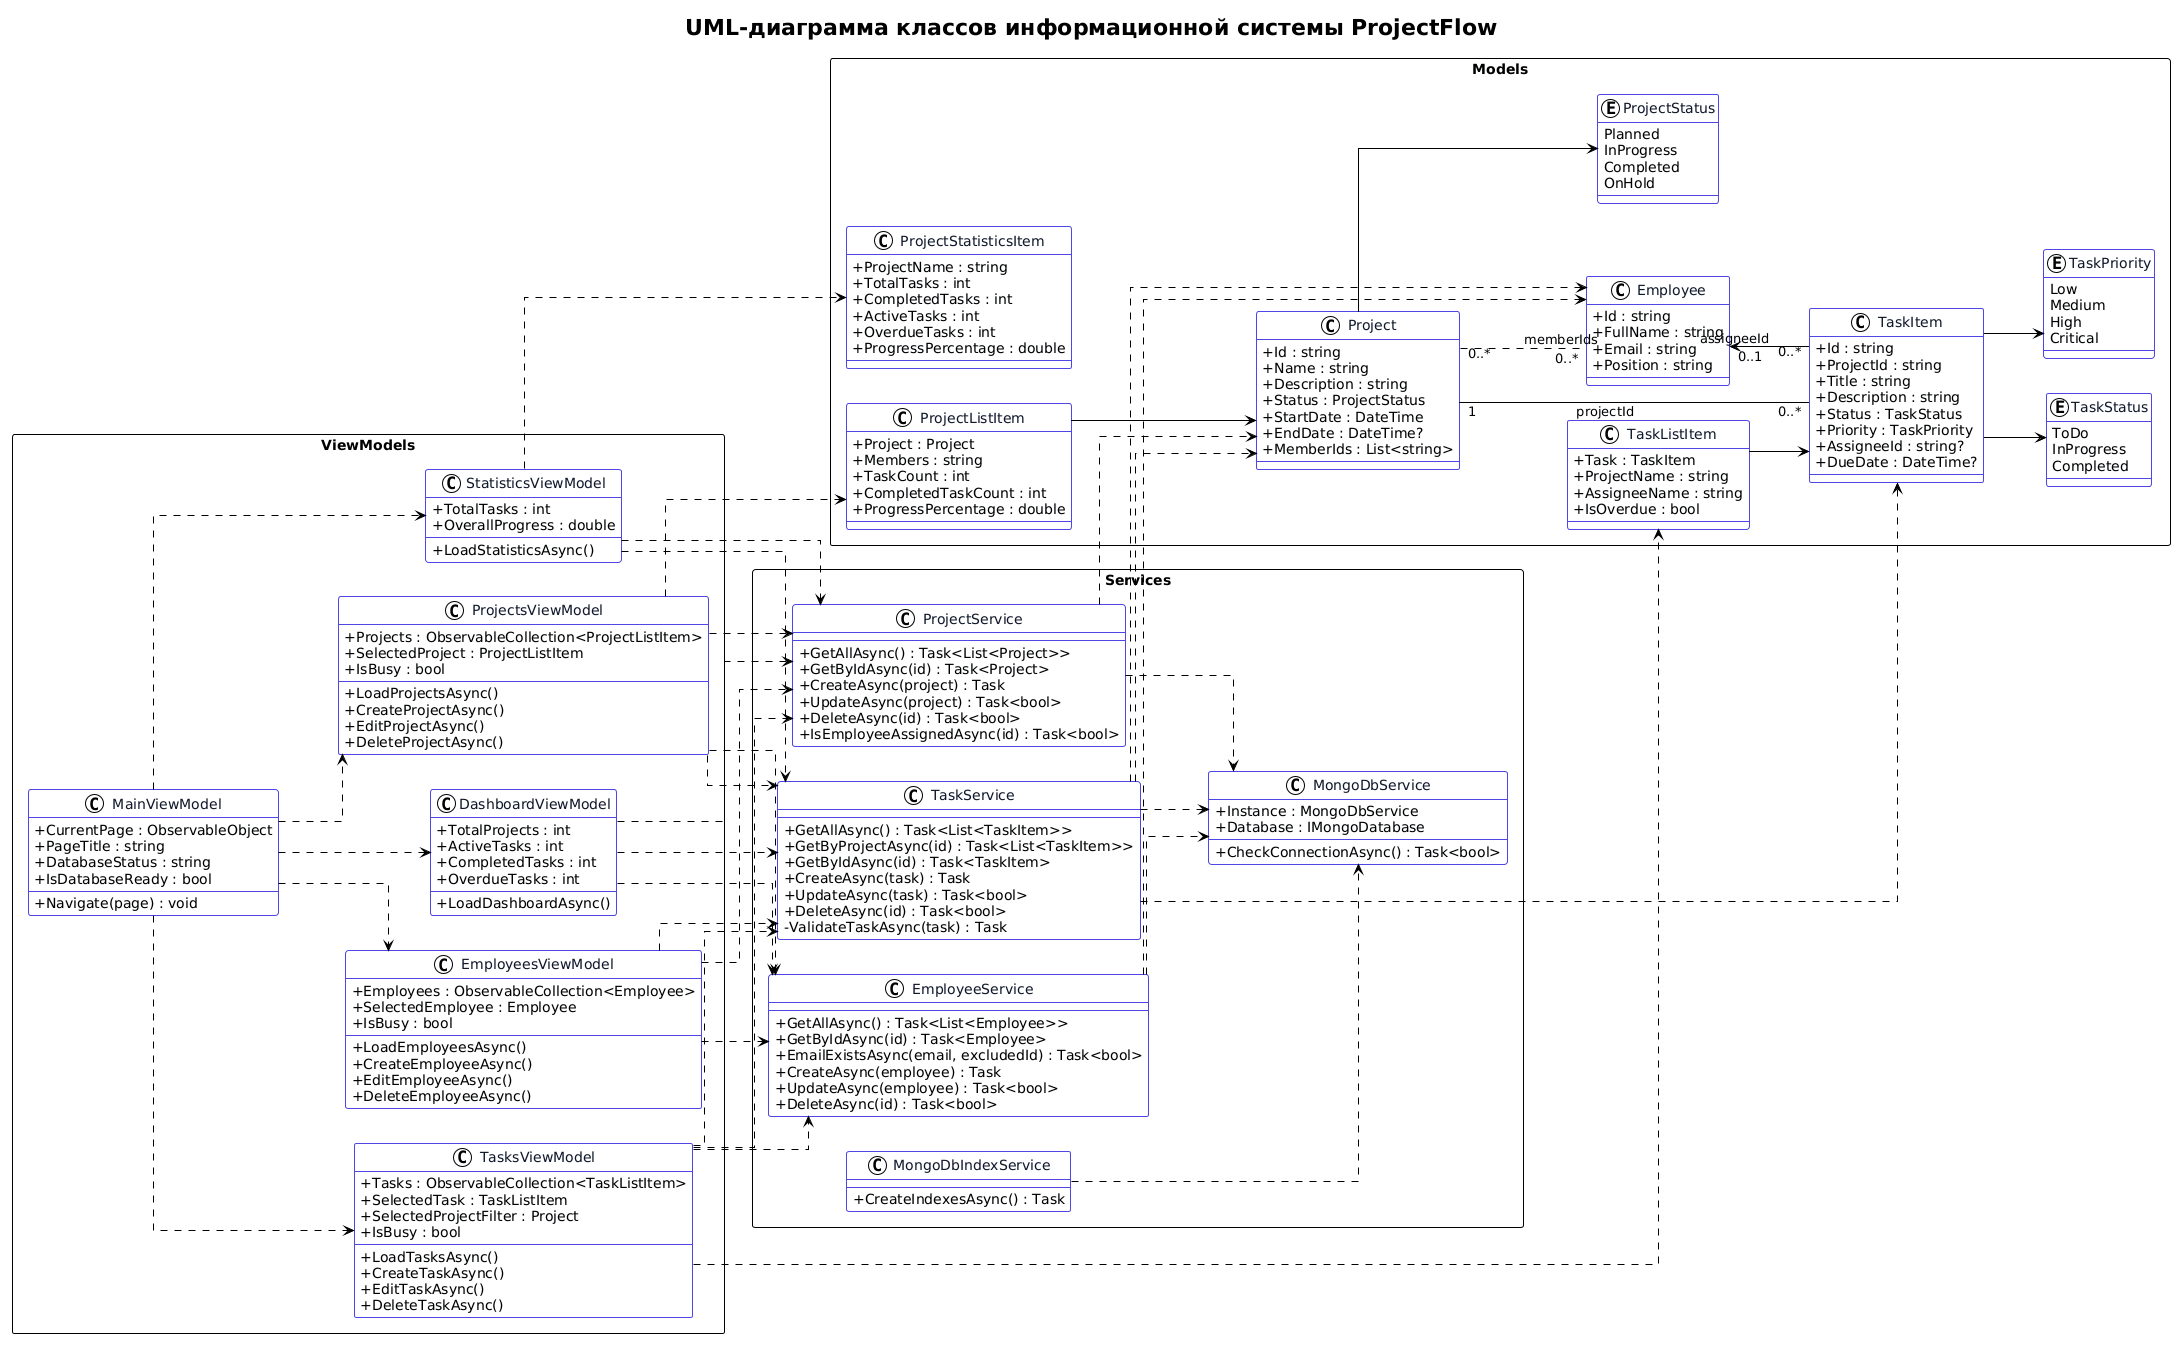 UML-диаграмма классов информационной системы ProjectFlow
Models
E ProjectStatus
Planned
InProgress
Completed
OnHold
C ProjectStatisticsItem
+ProjectName : string
+TotalTasks : int
+CompletedTasks : int
+ActiveTasks : int
+OverdueTasks : int
+ProgressPercentage : double
C ProjectListItem
+Project : Project
+Members : string
+TaskCount : int
+CompletedTaskCount : int
+ProgressPercentage : double
C Project
+Id : string
+Name : string
+Description : string
+Status : ProjectStatus
+StartDate : DateTime
+EndDate : DateTime?
+MemberIds : List<string>
0..*
memberIds
0..*
1
projectId
0..*
C Employee
+Id : string
+FullName : string
+Email : string
+Position : string
assigneeId
0..1
0..*
C TaskListItem
+Task : TaskItem
+ProjectName : string
+AssigneeName : string
+IsOverdue : bool
C TaskItem
+Id : string
+ProjectId : string
+Title : string
+Description : string
+Status : TaskStatus
+Priority : TaskPriority
+AssigneeId : string?
+DueDate : DateTime?
E TaskPriority
Low
Medium
High
Critical
E TaskStatus
ToDo
InProgress
Completed
ViewModels
C StatisticsViewModel
+TotalTasks : int
+OverallProgress : double
+LoadStatisticsAsync()
C ProjectsViewModel
+Projects : ObservableCollection<ProjectListItem>
+SelectedProject : ProjectListItem
+IsBusy : bool
+LoadProjectsAsync()
+CreateProjectAsync()
+EditProjectAsync()
+DeleteProjectAsync()
C MainViewModel
+CurrentPage : ObservableObject
+PageTitle : string
+DatabaseStatus : string
+IsDatabaseReady : bool
+Navigate(page) : void
C DashboardViewModel
+TotalProjects : int
+ActiveTasks : int
+CompletedTasks : int
+OverdueTasks : int
+LoadDashboardAsync()
C EmployeesViewModel
+Employees : ObservableCollection<Employee>
+SelectedEmployee : Employee
+IsBusy : bool
+LoadEmployeesAsync()
+CreateEmployeeAsync()
+EditEmployeeAsync()
+DeleteEmployeeAsync()
C TasksViewModel
+Tasks : ObservableCollection<TaskListItem>
+SelectedTask : TaskListItem
+SelectedProjectFilter : Project
+IsBusy : bool
+LoadTasksAsync()
+CreateTaskAsync()
+EditTaskAsync()
+DeleteTaskAsync()
Services
C ProjectService
+GetAllAsync() : Task<List<Project>>
+GetByIdAsync(id) : Task<Project>
+CreateAsync(project) : Task
+UpdateAsync(project) : Task<bool>
+DeleteAsync(id) : Task<bool>
+IsEmployeeAssignedAsync(id) : Task<bool>
C TaskService
+GetAllAsync() : Task<List<TaskItem>>
+GetByProjectAsync(id) : Task<List<TaskItem>>
+GetByIdAsync(id) : Task<TaskItem>
+CreateAsync(task) : Task
+UpdateAsync(task) : Task<bool>
+DeleteAsync(id) : Task<bool>
-ValidateTaskAsync(task) : Task
C EmployeeService
+GetAllAsync() : Task<List<Employee>>
+GetByIdAsync(id) : Task<Employee>
+EmailExistsAsync(email, excludedId) : Task<bool>
+CreateAsync(employee) : Task
+UpdateAsync(employee) : Task<bool>
+DeleteAsync(id) : Task<bool>
C MongoDbIndexService
+CreateIndexesAsync() : Task
C MongoDbService
+Instance : MongoDbService
+Database : IMongoDatabase
+CheckConnectionAsync() : Task<bool>